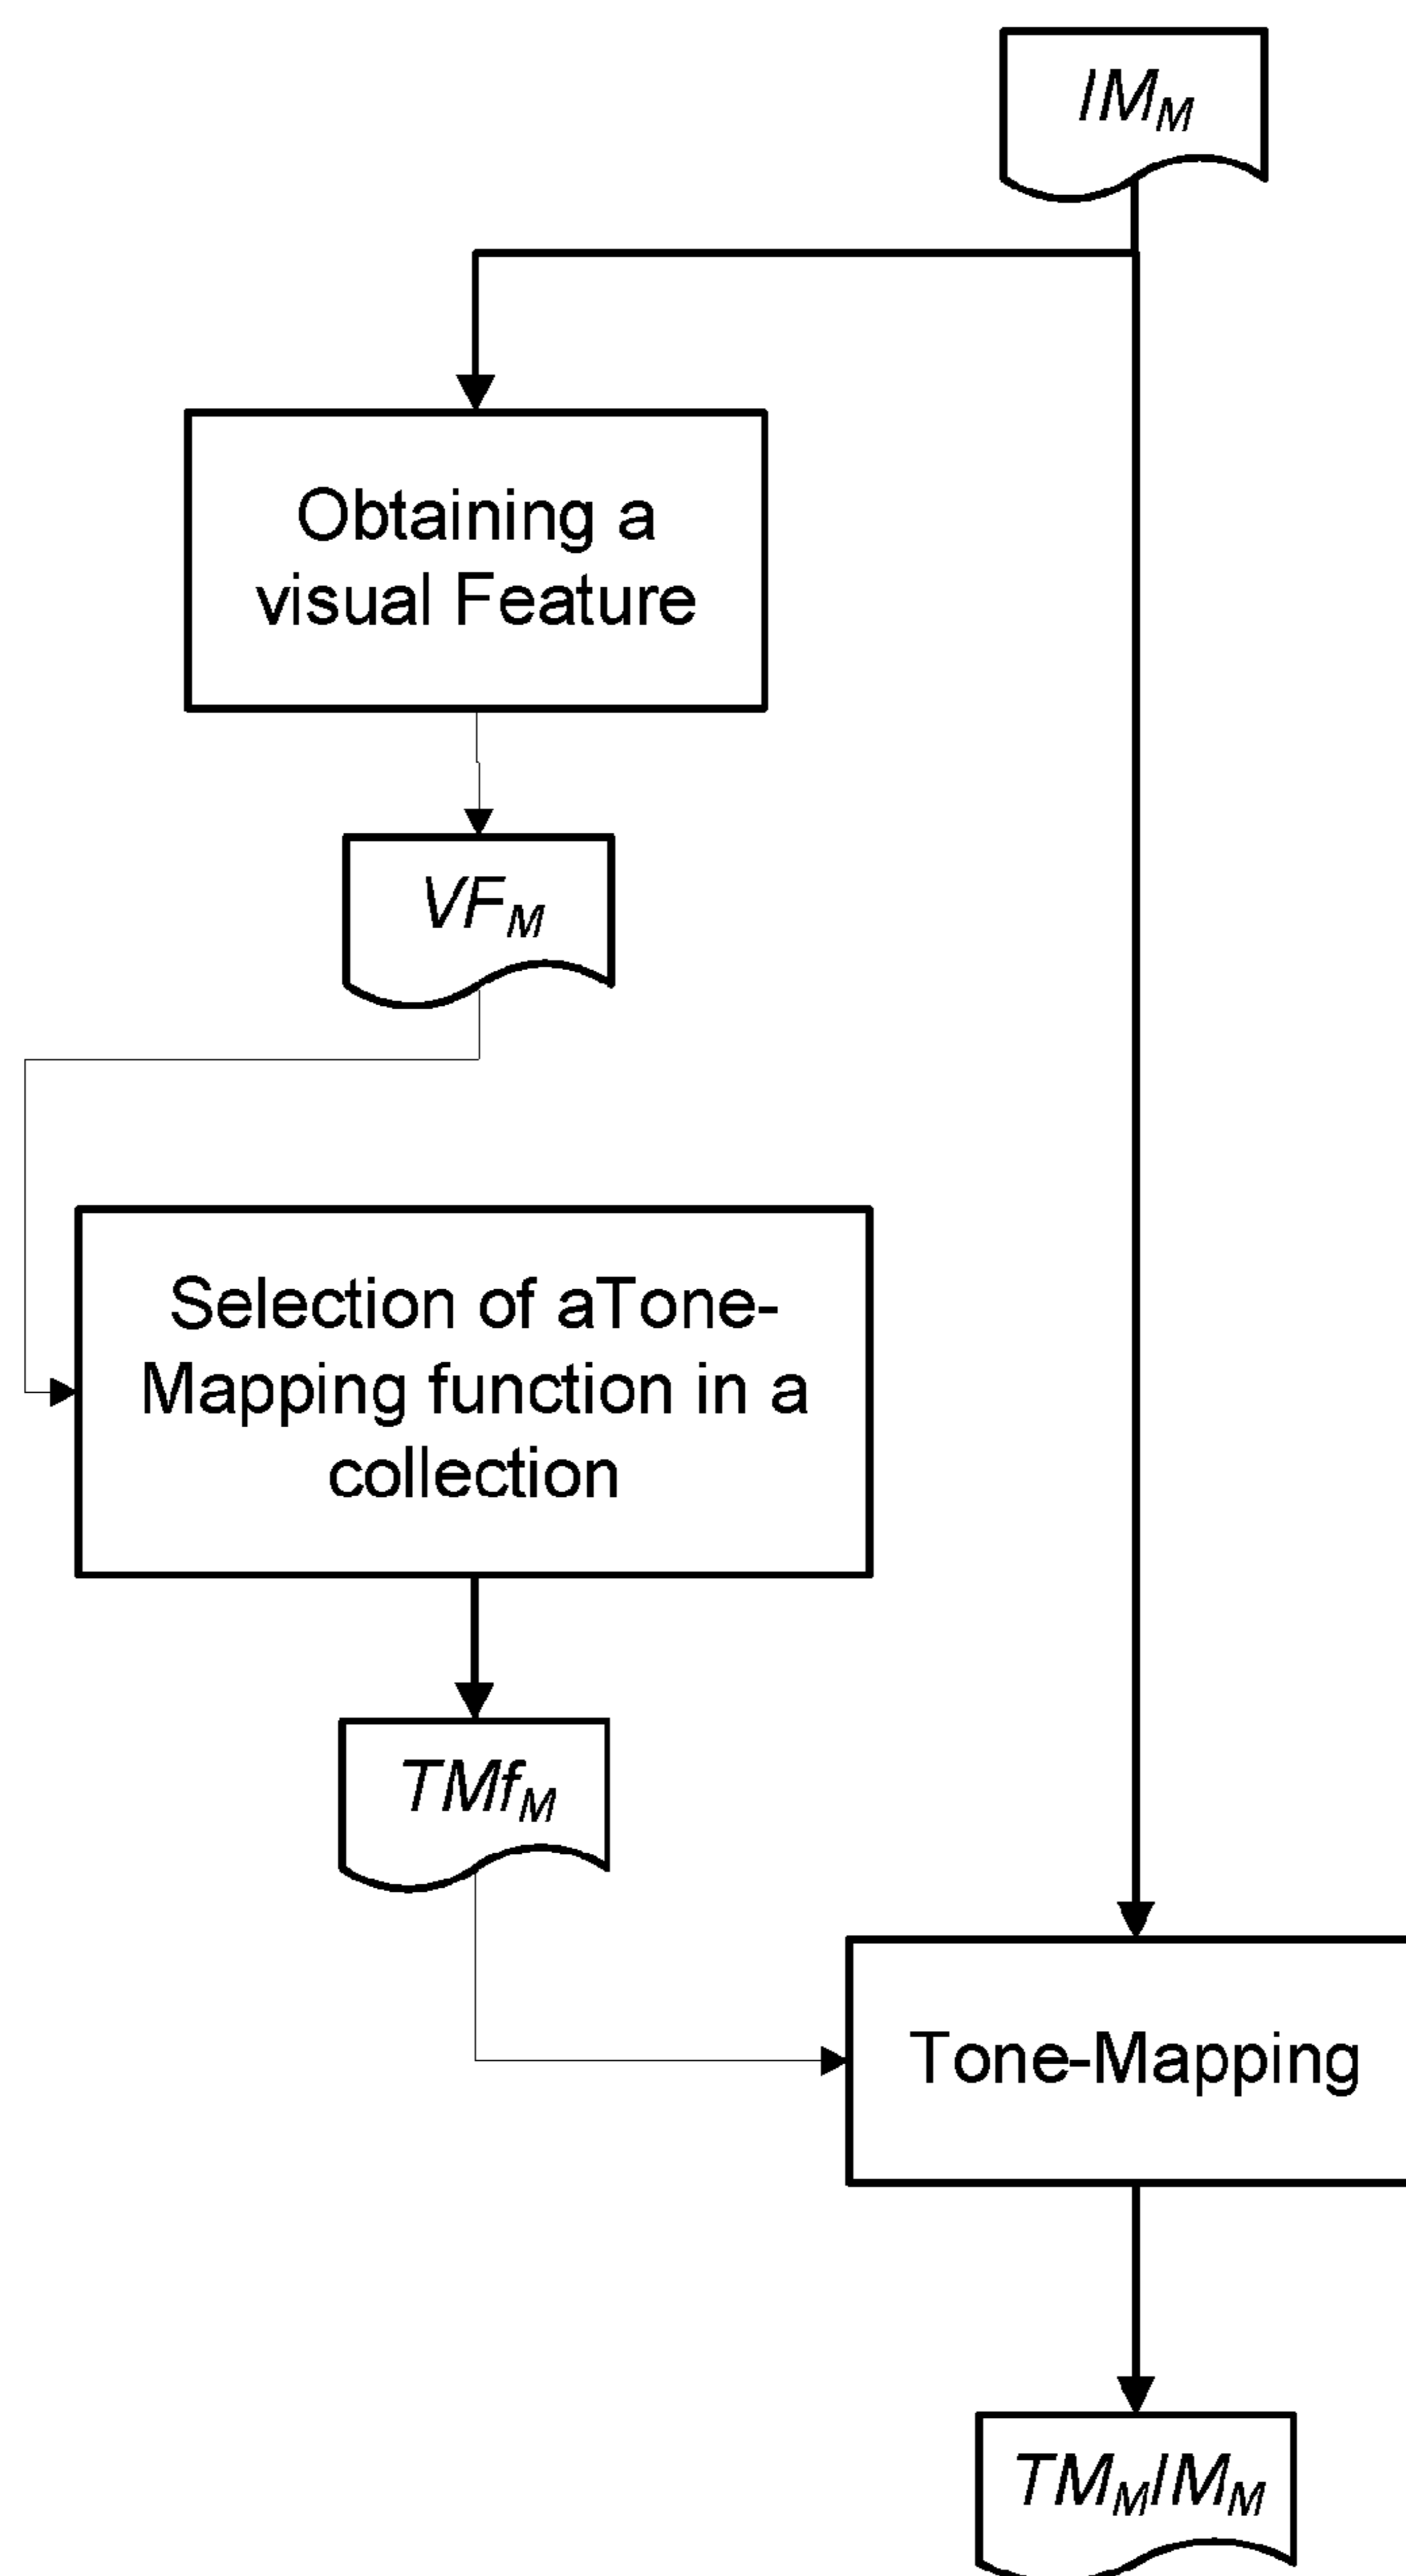 IM_M
Obtaining a
visual Feature
VF_M
Selection of aTone-
Mapping function in a
collection
TMf_M
Tone-Mapping
TM_MIM_M